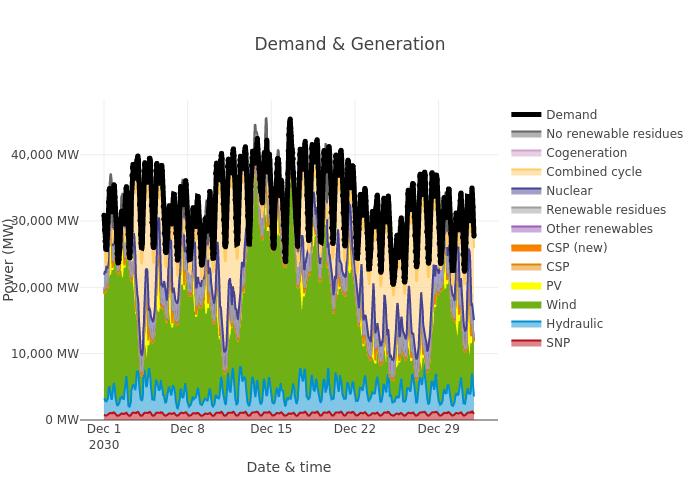 Demand & Generation
Power (MW)
40,000 MW
30,000 MW
20,000 MW
10,000 MW
0 MW
Dec 1
2030
Dec 8
Dec 15
Dec 22
Dec 29
Date & time
Demand
No renewable residues
Cogeneration
Combined cycle
Nuclear
Renewable residues
Other renewables
CSP (new)
CSP
PV
Wind
Hydraulic
SNP